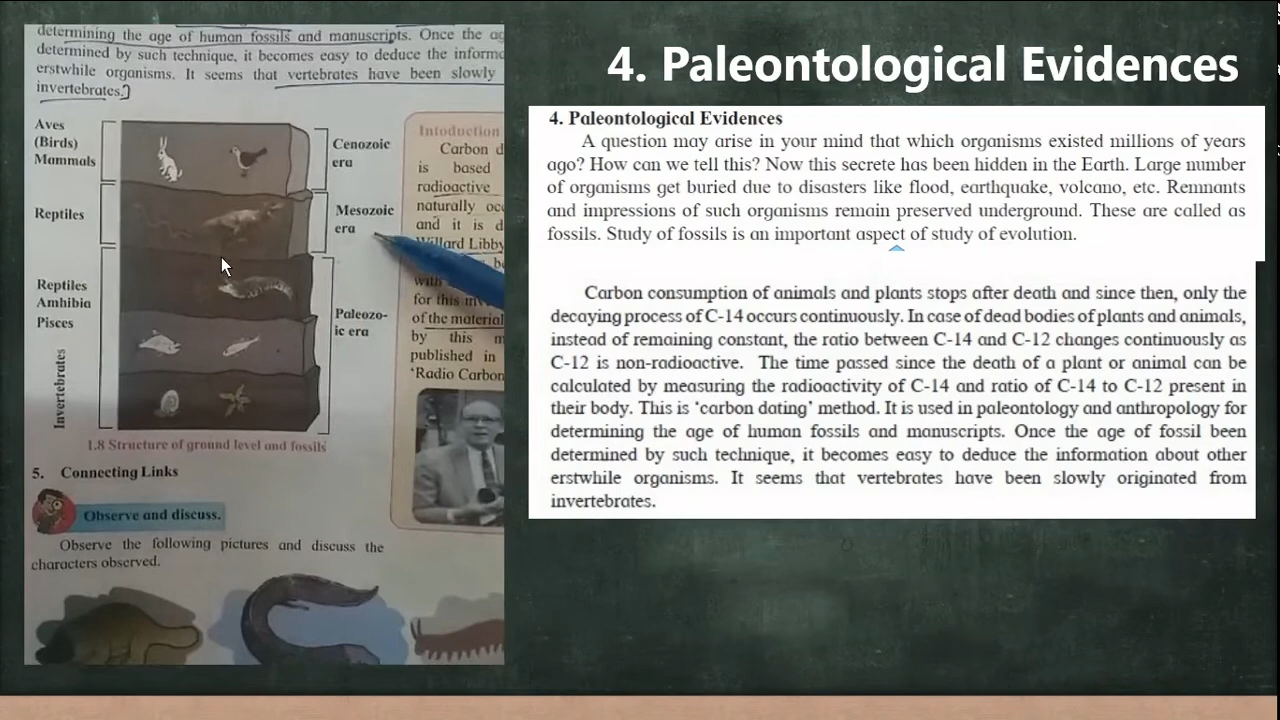 4. Paleontological Evidences
determining the age of human fossils and manuscripts. Once the ag
determined by such technique, it becomes easy to deduce the informa
erstwhile organisms. It seems that vertebrates have been slowly
invertebrates.
Aves
(Birds)
Mammals
Reptiles
Reptiles
Amhibia
Pisces
Invertebrates
Cenozoic
era
Mesozoic
era
Paleozo-
ic era
1.8 Structure of ground level and fossils
Intoduction
Carbon d
is based
radioactive
naturally occ
and it is d
Willard Libby
be
with
for this inv
of the material
by this m
published in
'Radio Carbon
5. Connecting Links
Observe and discuss.
Observe the following pictures and discuss the
characters observed.
4. Paleontological Evidences
A question may arise in your mind that which organisms existed millions of years
ago? How can we tell this? Now this secrete has been hidden in the Earth. Large number
of organisms get buried due to disasters like flood, earthquake, volcano, etc. Remnants
and impressions of such organisms remain preserved underground. These are called as
fossils. Study of fossils is an important aspect of study of evolution.
Carbon consumption of animals and plants stops after death and since then, only the
decaying process of C-14 occurs continuously. In case of dead bodies of plants and animals,
instead of remaining constant, the ratio between C-14 and C-12 changes continuously as
C-12 is non-radioactive. The time passed since the death of a plant or animal can be
calculated by measuring the radioactivity of C-14 and ratio of C-14 to C-12 present in
their body. This is 'carbon dating' method. It is used in paleontology and anthropology for
determining the age of human fossils and manuscripts. Once the age of fossil been
determined by such technique, it becomes easy to deduce the information about other
erstwhile organisms. It seems that vertebrates have been slowly originated from
invertebrates.